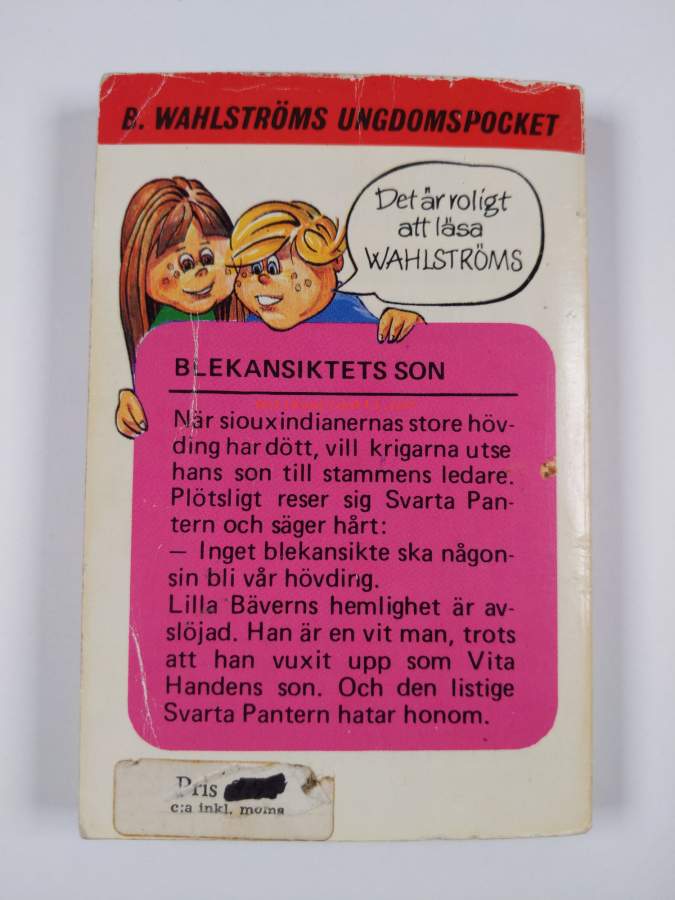 B. WAHLSTRÖMS UNGDOMSPOCKET
Det är roligt
att läsa
WAHLSTRÖMS
BLEKANSIKTETS SON
När siouxindianernas store höv-
ding har dött, vill krigarna utse
hans son till stammens ledare.
Plötsligt reser sig Svarta Pan-
tern och säger hårt:
— Inget blekansikte ska någon-
sin bli vår hövding.
Lilla Bäverns hemlighet är av-
slöjad. Han är en vit man, trots
att han vuxit upp som Vita
Handens son. Och den listige
Svarta Pantern hatar honom.
Pris
c:a inkl. moms